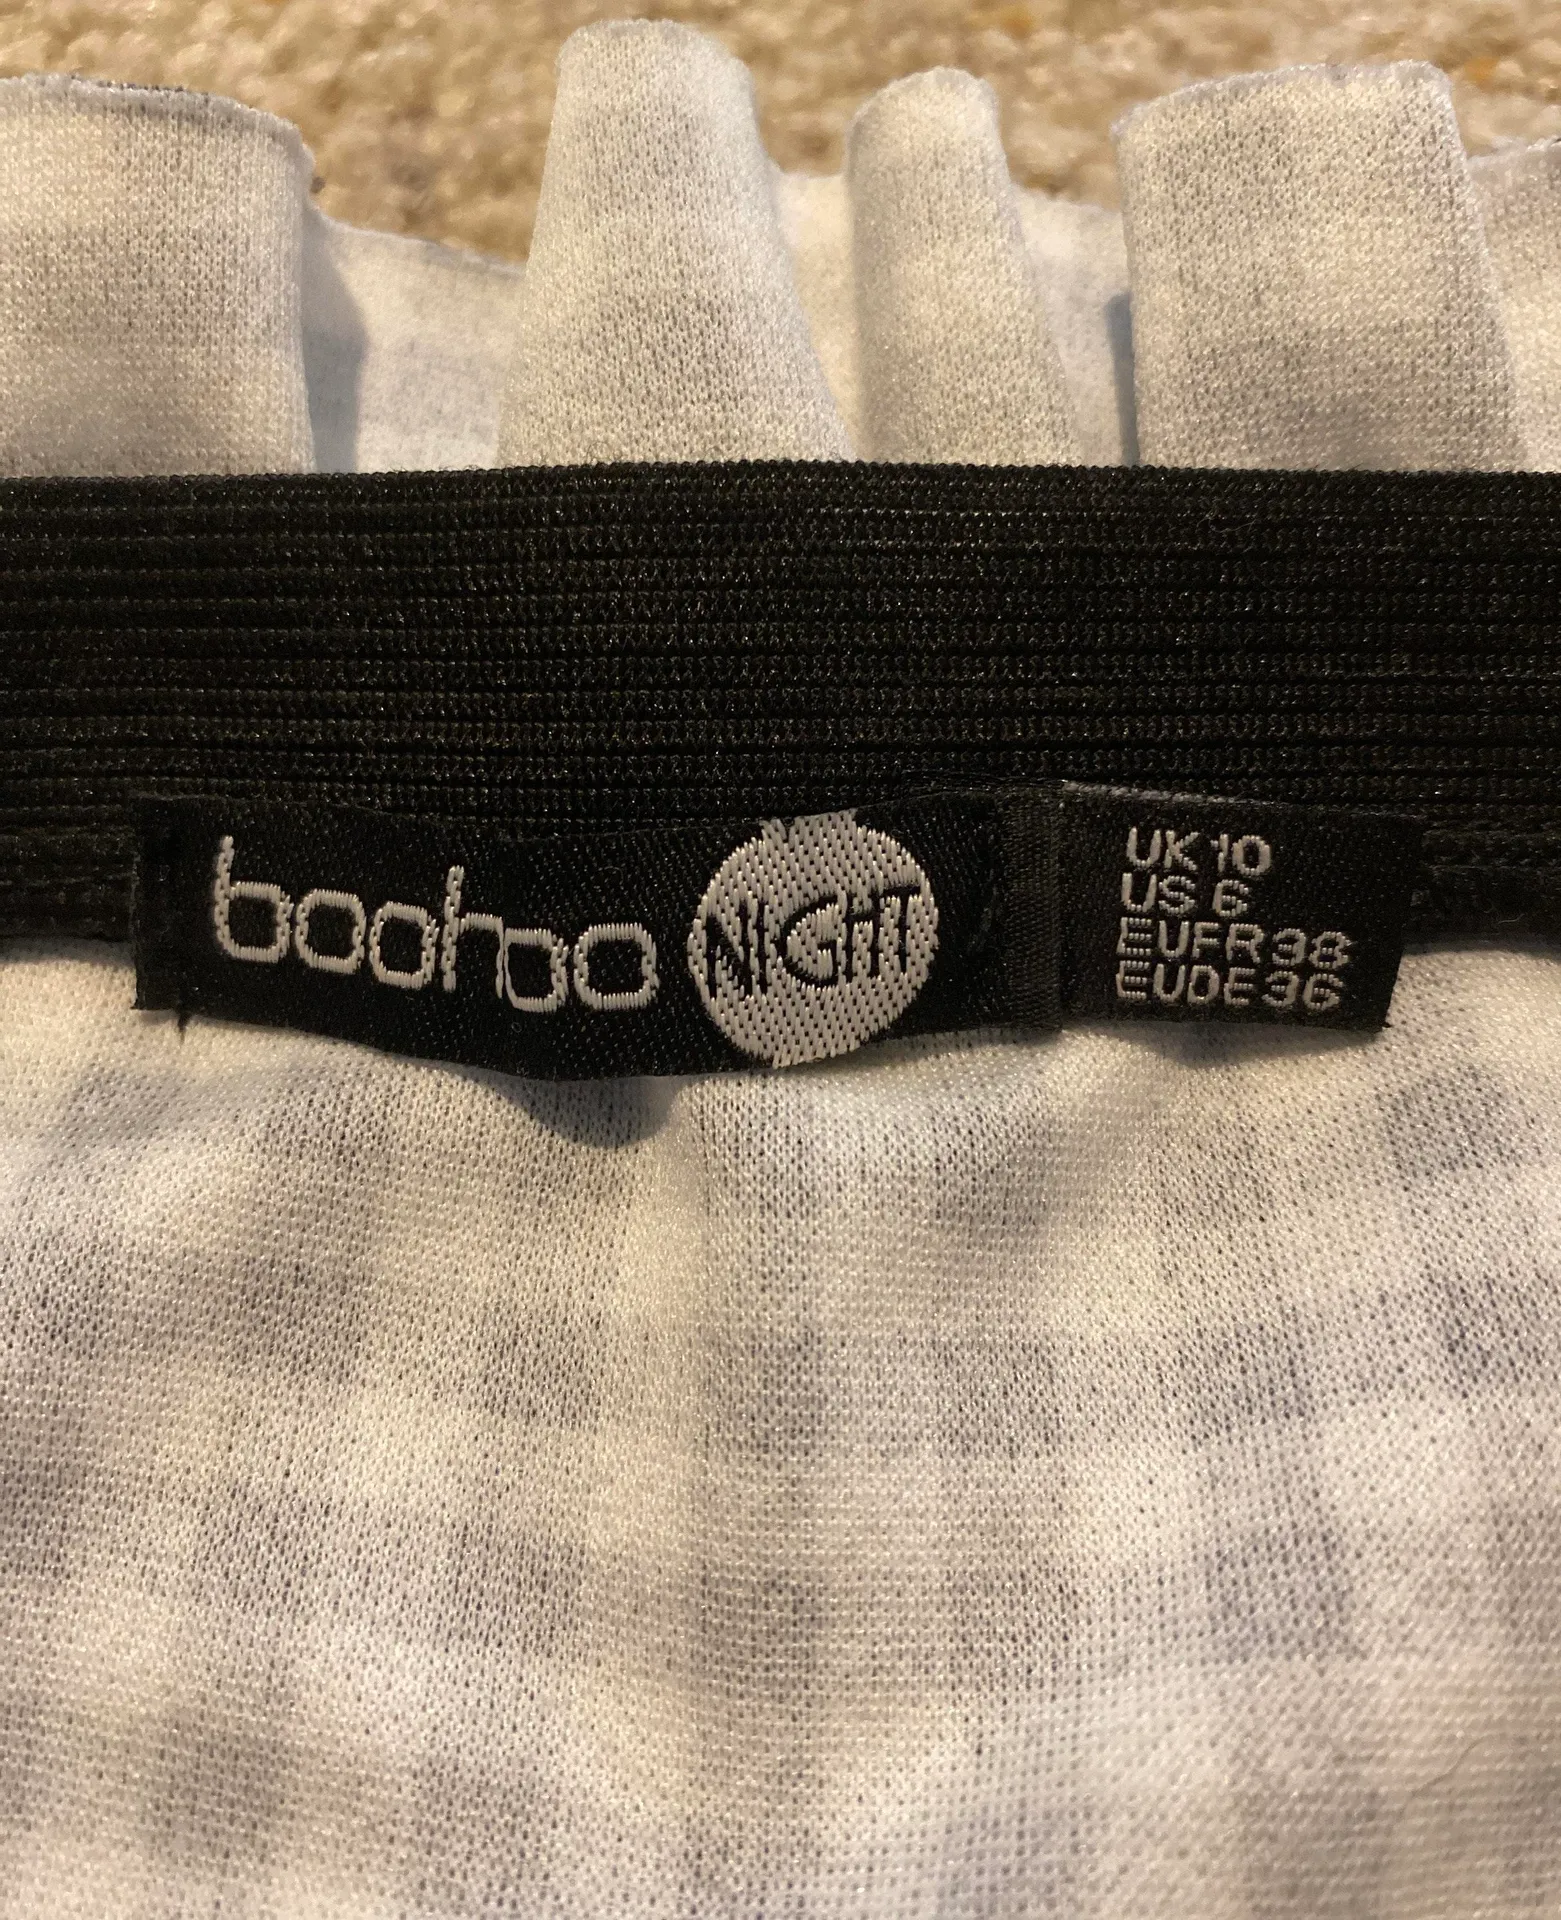 boohoo NIGHT
UK 10
US 6
EUFR 38
EUDE 36